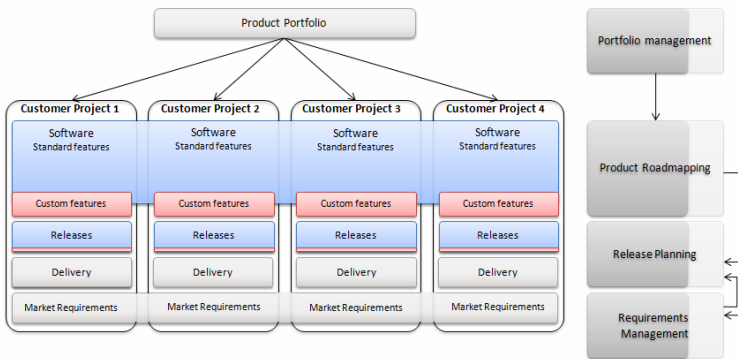 Product Portfolio
Portfolio management
Customer Project 1
Customer Project 2
Customer Project 3
Customer Project 4
Software
Standard features
Software
Standard features
Software
Standard features
Software
Standard features
Product Roadmapping
Custom features
Custom features
Custom features
Custom features
Releases
Releases
Releases
Releases
Release Planning
Delivery
Delivery
Delivery
Delivery
Market Requirements
Market Requirements
Market Requirements
Market Requirements
Requirements
Management